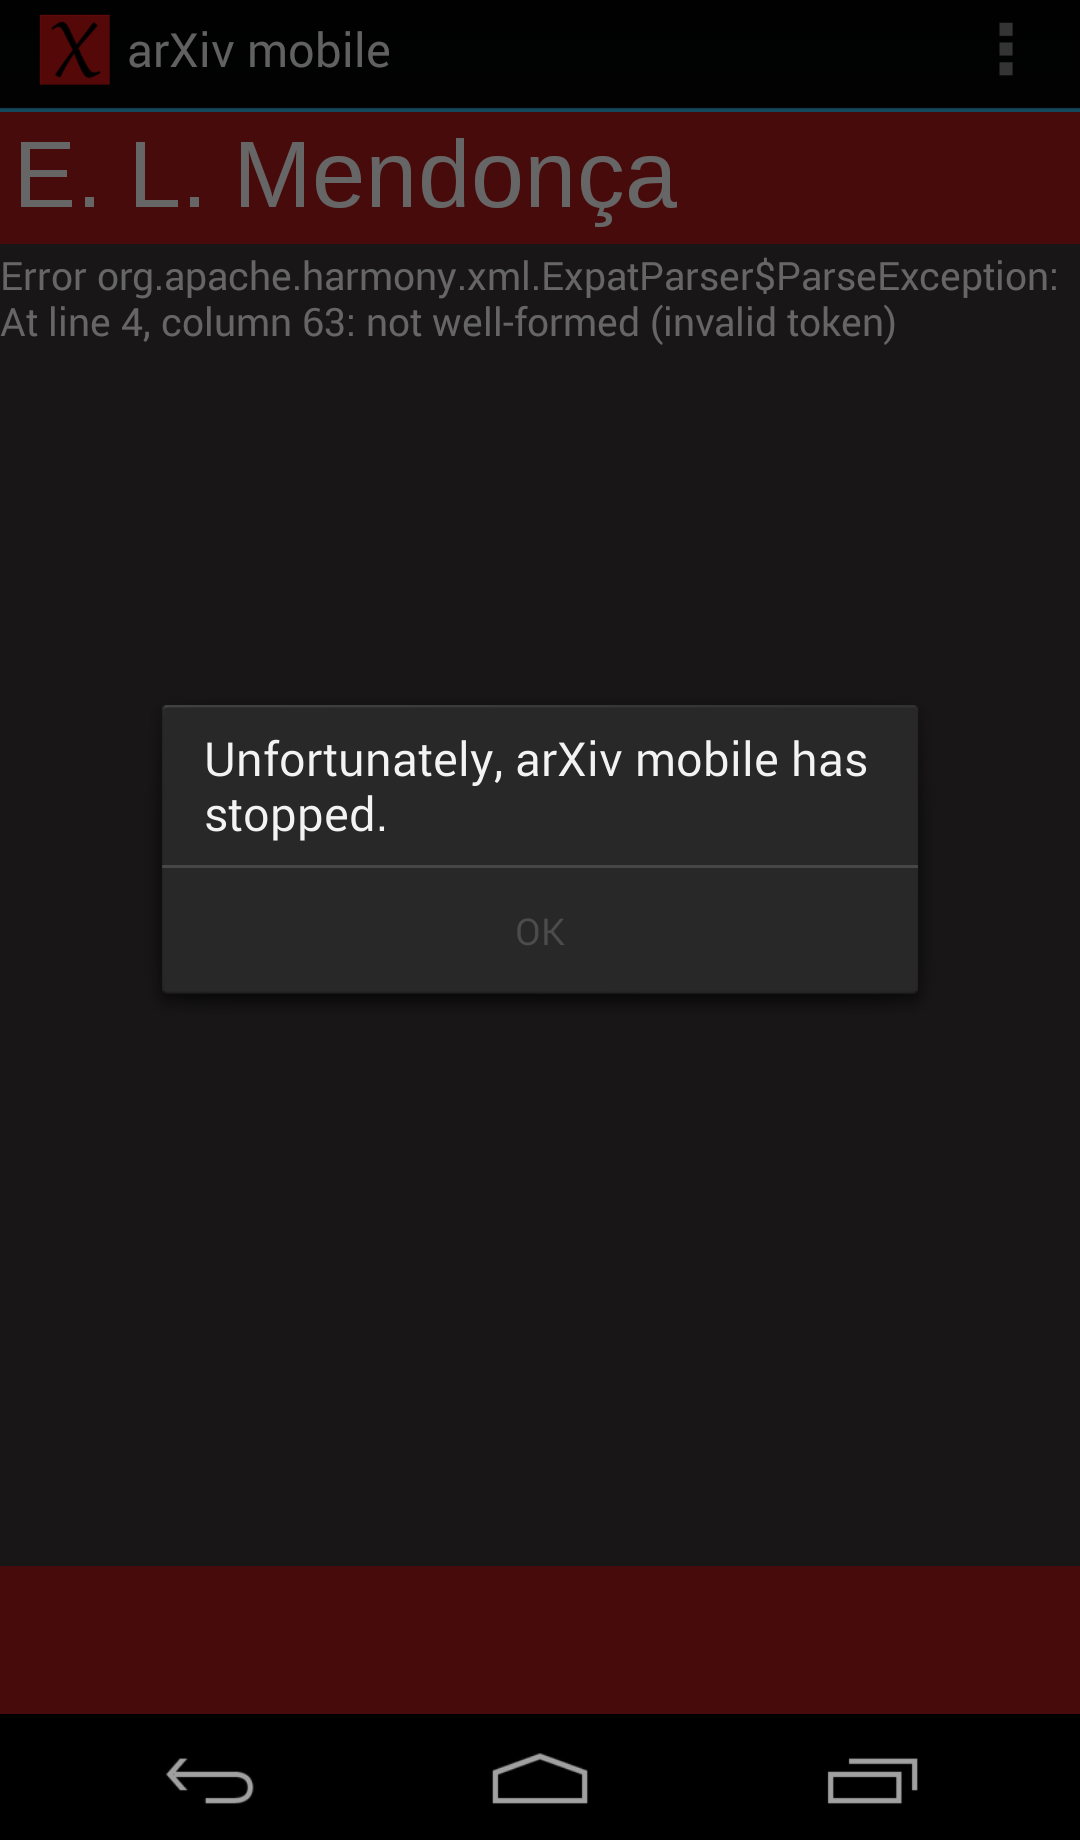 arXiv mobile
E. L. Mendonça
Error org.apache.harmony.xml.ExpatParser$ParseException:
At line 4, column 63: not well-formed (invalid token)
Unfortunately, arXiv mobile has
stopped.
OK